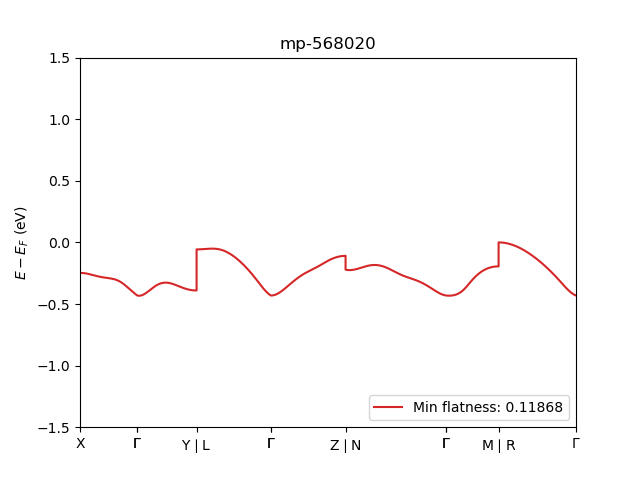 mp-568020
1.5
1.0
0.5
0.0
−0.5
−1.0
−1.5
E − E_F (eV)
Min flatness: 0.11868
X Γ Y | L Γ Z | N Γ M | R Γ